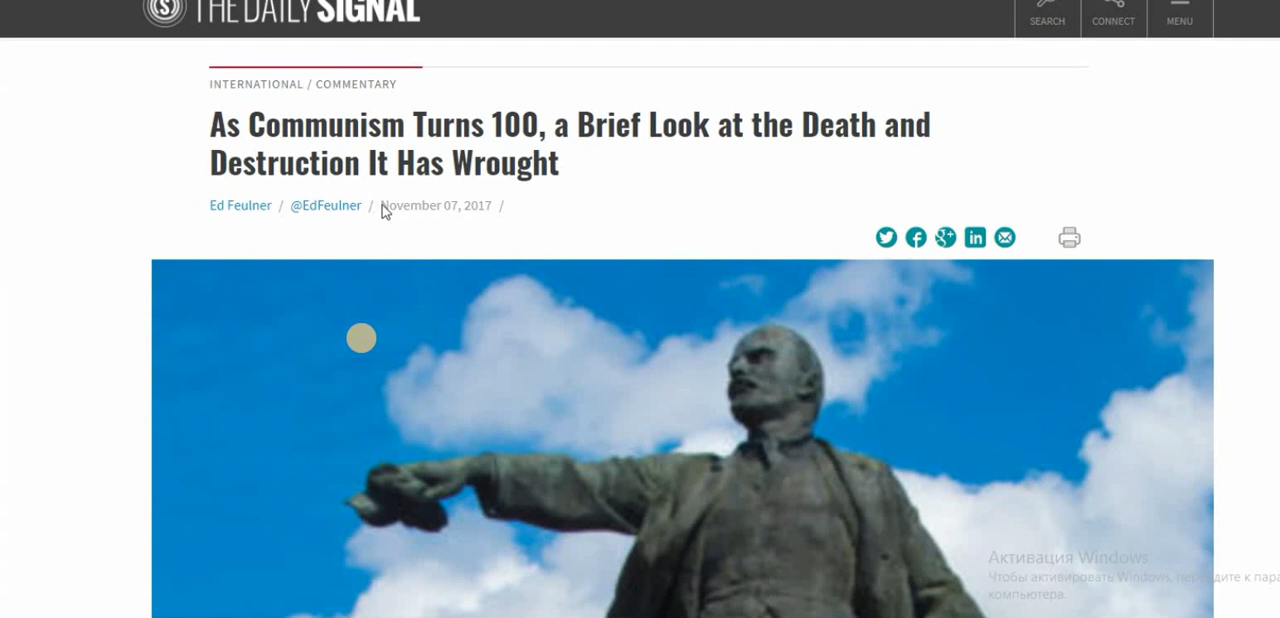 THE DAILY SIGNAL
SEARCH
CONNECT
MENU
INTERNATIONAL / COMMENTARY
As Communism Turns 100, a Brief Look at the Death and
Destruction It Has Wrought
Ed Feulner / @EdFeulner / November 07, 2017 /
Активация Windows
Чтобы активировать Windows, перейдите к пара
компьютера.